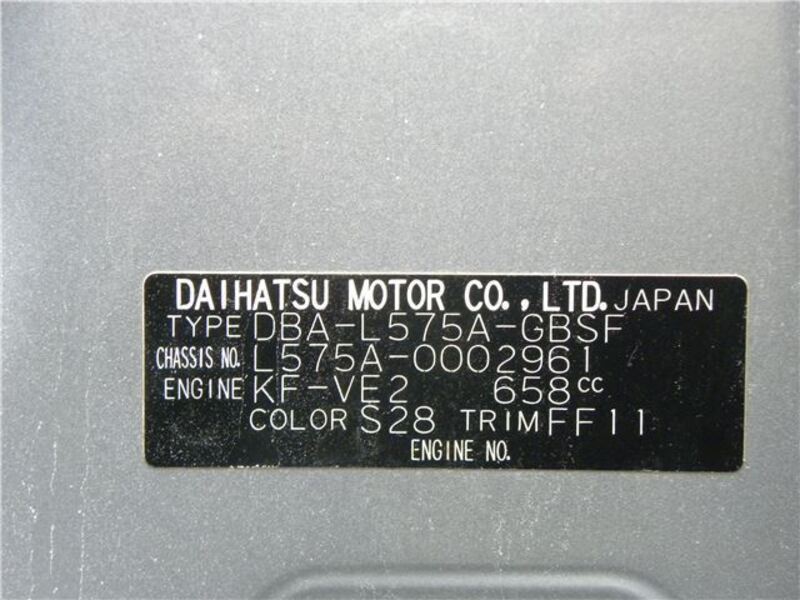 DAIHATSU MOTOR CO., LTD. JAPAN
TYPE DBA-L575A-GBSF
CHASSIS NO. L575A-0002961
ENGINE KF-VE2 658cc
COLOR S28 TRIM FF11
ENGINE NO.